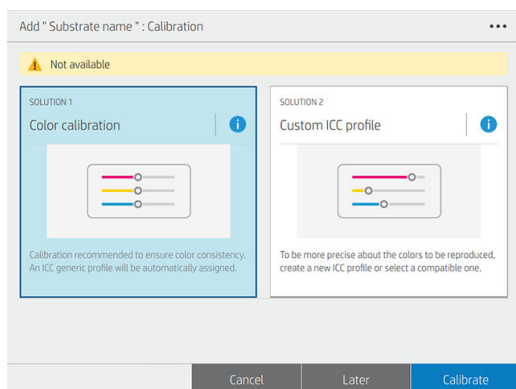 Add " Substrate name " : Calibration
Not available
SOLUTION 1
Color calibration
Calibration recommended to ensure color consistency.
An ICC generic profile will be automatically assigned.
SOLUTION 2
Custom ICC profile
To be more precise about the colors to be reproduced,
create a new ICC profile or select a compatible one.
Cancel
Later
Calibrate